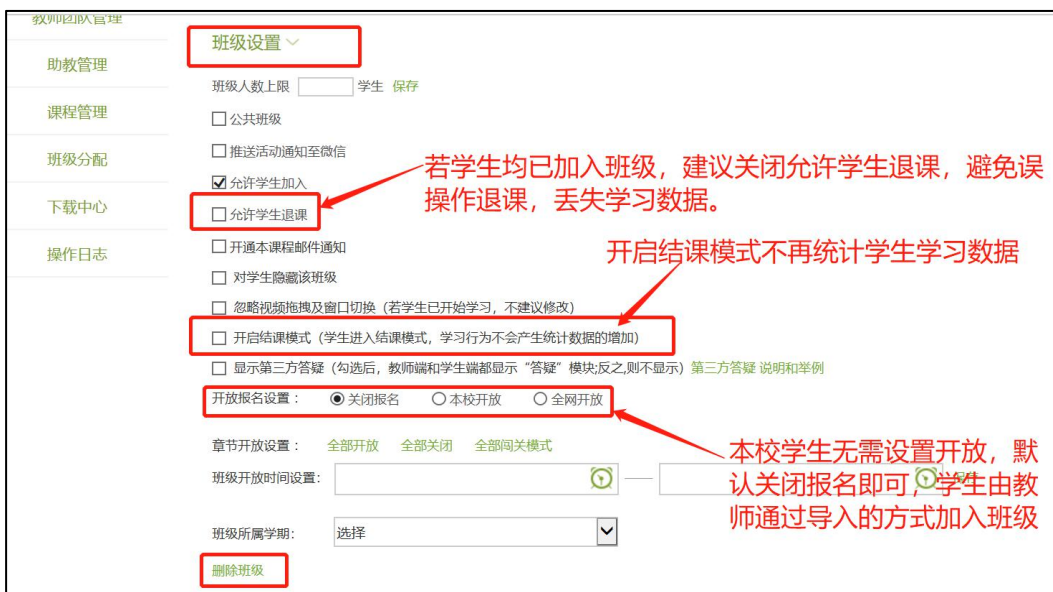 教师团队管理
助教管理
课程管理
班级分配
下载中心
操作日志
班级设置
班级人数上限 学生 保存
公共班级
推送活动通知至微信
允许学生加入
允许学生退课
若学生均已加入班级，建议关闭允许学生退课，避免误
操作退课，丢失学习数据。
开通本课程邮件通知
开启结课模式不再统计学生学习数据
对学生隐藏该班级
忽略视频拖拽及窗口切换（若学生已开始学习，不建议修改）
开启结课模式（学生进入结课模式，学习行为不会产生统计数据的增加）
显示第三方答疑（勾选后，教师端和学生端都显示“答疑”模块;反之,则不显示）第三方答疑 说明和举例
开放报名设置： 关闭报名 本校开放 全网开放
章节开放设置： 全部开放 全部关闭 全部闯关模式
班级开放时间设置：
本校学生无需设置开放，默
认关闭报名即可，学生由教
师通过导入的方式加入班级
班级所属学期： 选择
删除班级